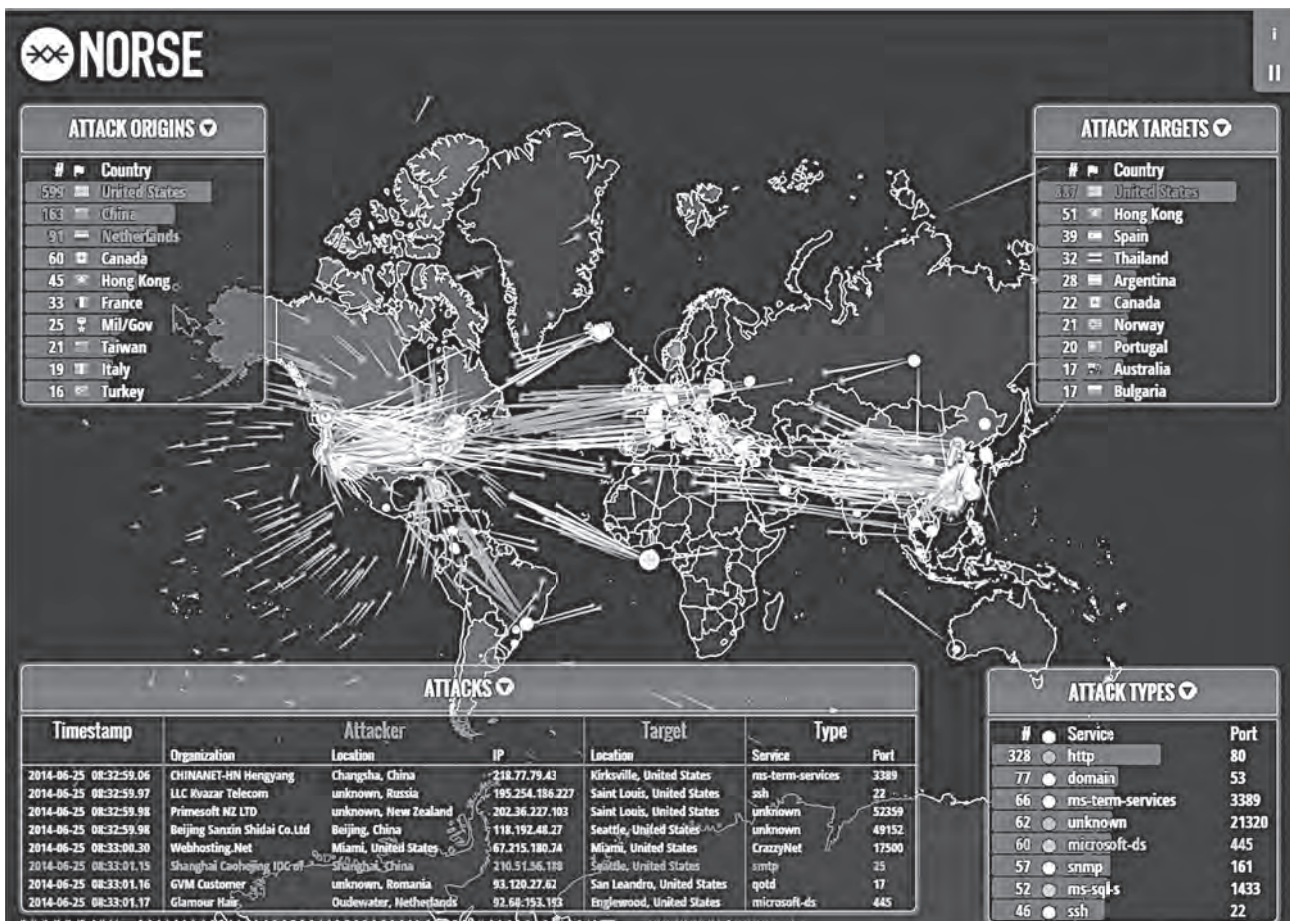 NORSE
i
ATTACK ORIGINS
# Country
599 United States
163 China
91 Netherlands
60 Canada
45 Hong Kong
33 France
25 Mil/Gov
21 Taiwan
19 Italy
16 Turkey
ATTACK TARGETS
# Country
887 United States
51 Hong Kong
39 Spain
32 Thailand
28 Argentina
22 Canada
21 Norway
20 Portugal
17 Australia
17 Bulgaria
ATTACKS
Timestamp Attacker Target Type
Organization Location IP Location Service Port
2014-06-25 08:32:59.06 CHINANET-HN Hengyang Changsha, China 218.77.79.43 Kirksville, United States ms-term-services 3389
2014-06-25 08:32:59.97 LLC Kvazar Telecom unknown, Russia 195.254.186.227 Saint Louis, United States ssh 22
2014-06-25 08:32:59.98 Primesoft NZ LTD unknown, New Zealand 202.36.227.103 Saint Louis, United States unknown 52359
2014-06-25 08:32:59.98 Beijing Sanxin Shidai Co.Ltd Beijing, China 118.192.48.27 Seattle, United States unknown 49152
2014-06-25 08:33:00.30 Webhosting.Net Miami, United States 67.215.180.74 Miami, United States CrazzyNet 17500
2014-06-25 08:33:01.15 Shanghai Caohejing IDC of Shanghai, China 210.51.56.188 Seattle, United States smtp 25
2014-06-25 08:33:01.16 GVM Customer unknown, Romania 93.120.27.62 San Leandro, United States qotd 17
2014-06-25 08:33:01.17 Glamour Hair Oudewater, Netherlands 92.68.153.193 Englewood, United States microsoft-ds 445
ATTACK TYPES
# Service Port
328 http 80
77 domain 53
66 ms-term-services 3389
62 unknown 21320
60 microsoft-ds 445
57 snmp 161
52 ms-sql-s 1433
46 ssh 22